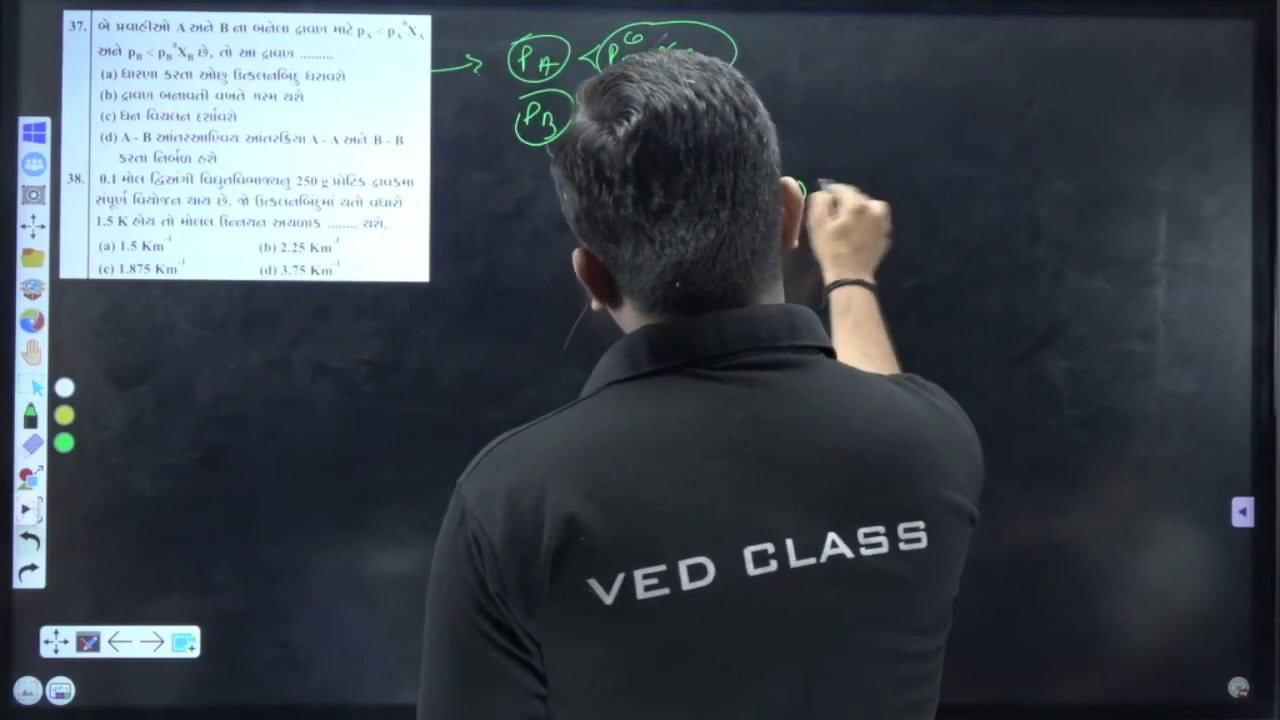 37. બે પ્રવાહીઓ A અને B ના બનેલા દ્રાવણ માટે p_A < p_A^0 X_A
અને p_B < p_B^0 X_B છે, તો આ દ્રાવણ .........
(a) ધારણા કરતા ઓછુ ઉત્કલનબિંદુ ધરાવશે
(b) દ્રાવણ બનાવતી વખતે ગરમ થશે
(c) ધન વિચલન દર્શાવશે
(d) A - B આંતરઆણ્વિય આંતરક્રિયા A - A અને B - B
કરતા નિર્બળ હશે
38. 0.1 મોલ દ્વિઅંગી વિદ્યુતવિભાજ્યનુ 250 g પ્રોટિક દ્રાવકમાં
સંપૂર્ણ વિયોજન થાય છે. જો ઉત્કલનબિંદુમાં થતો વધારો
1.5 K હોય તો મોલલ ઉન્નયન અચળાંક ........ થશે.
(a) 1.5 Km⁻¹ (b) 2.25 Km⁻¹
(c) 1.875 Km⁻¹ (d) 3.75 Km⁻¹
→ P_A < P
P_B
VED CLASS